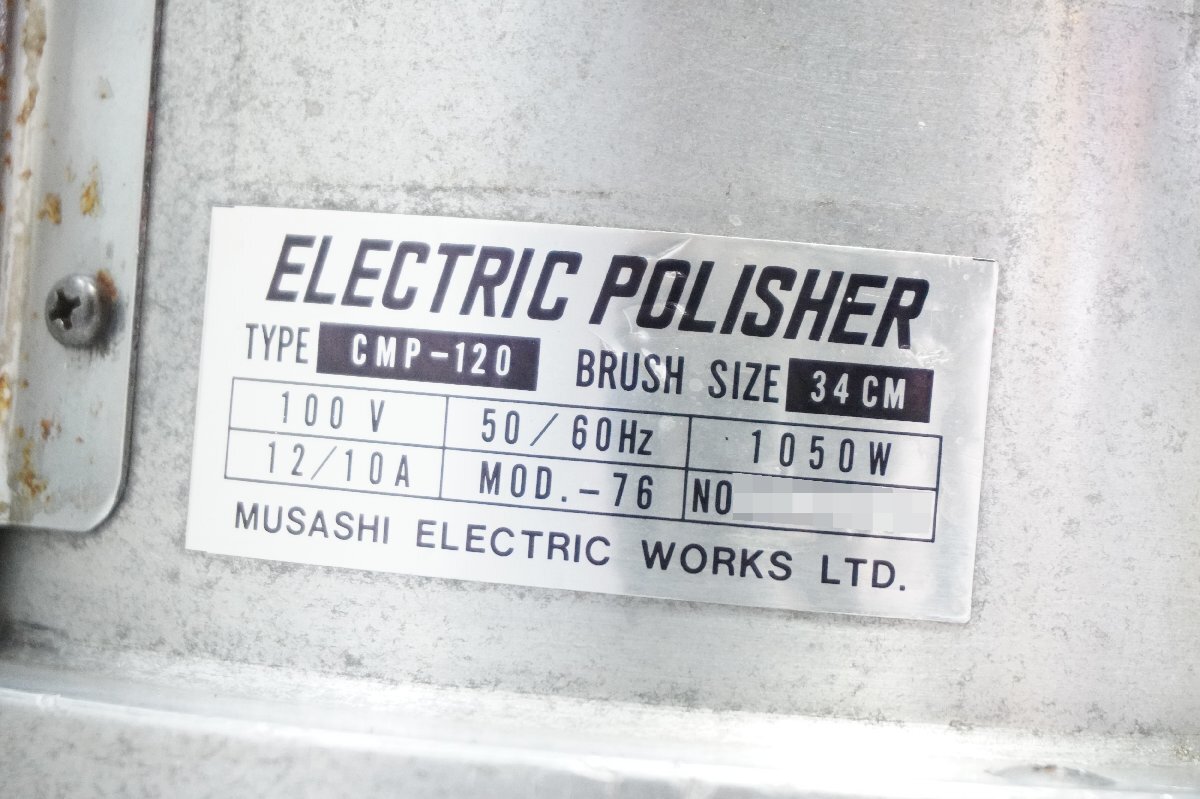 ELECTRIC POLISHER
TYPE CMP-120 BRUSH SIZE 34CM
100V 50/60Hz 1050W
12/10A MOD.-76 NO
MUSASHI ELECTRIC WORKS LTD.